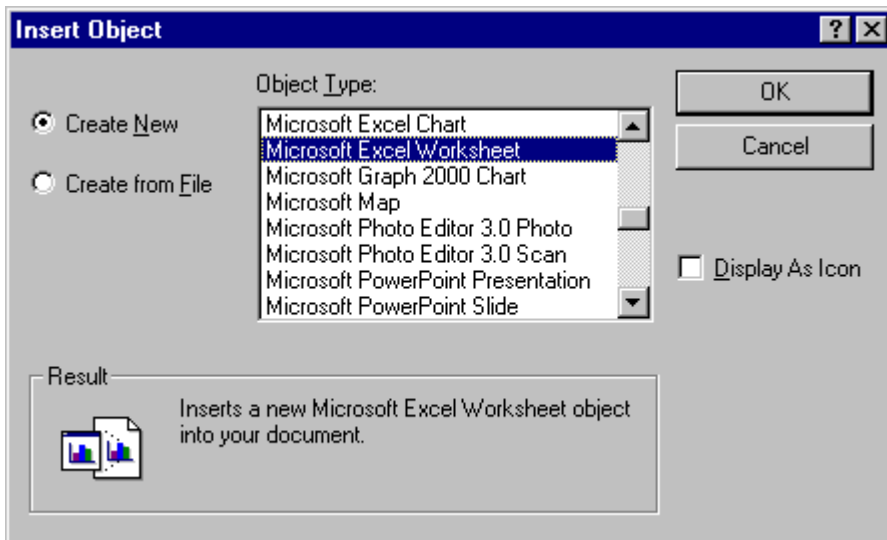 Insert Object
Object Type:
Create New
Create from File
Microsoft Excel Chart
Microsoft Excel Worksheet
Microsoft Graph 2000 Chart
Microsoft Map
Microsoft Photo Editor 3.0 Photo
Microsoft Photo Editor 3.0 Scan
Microsoft PowerPoint Presentation
Microsoft PowerPoint Slide
OK
Cancel
Display As Icon
Result
Inserts a new Microsoft Excel Worksheet object
into your document.